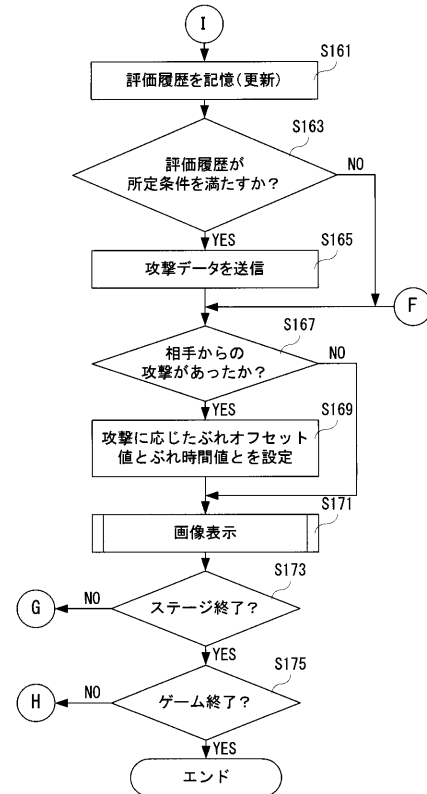 I
S161
評価履歴を記憶(更新)
S163
評価履歴が
所定条件を満たすか?
NO
YES
S165
攻撃データを送信
F
S167
相手からの
攻撃があったか?
NO
YES
S169
攻撃に応じたぶれオフセット
値とぶれ時間値とを設定
S171
画像表示
S173
ステージ終了?
NO
G
YES
S175
ゲーム終了?
NO
H
YES
エンド